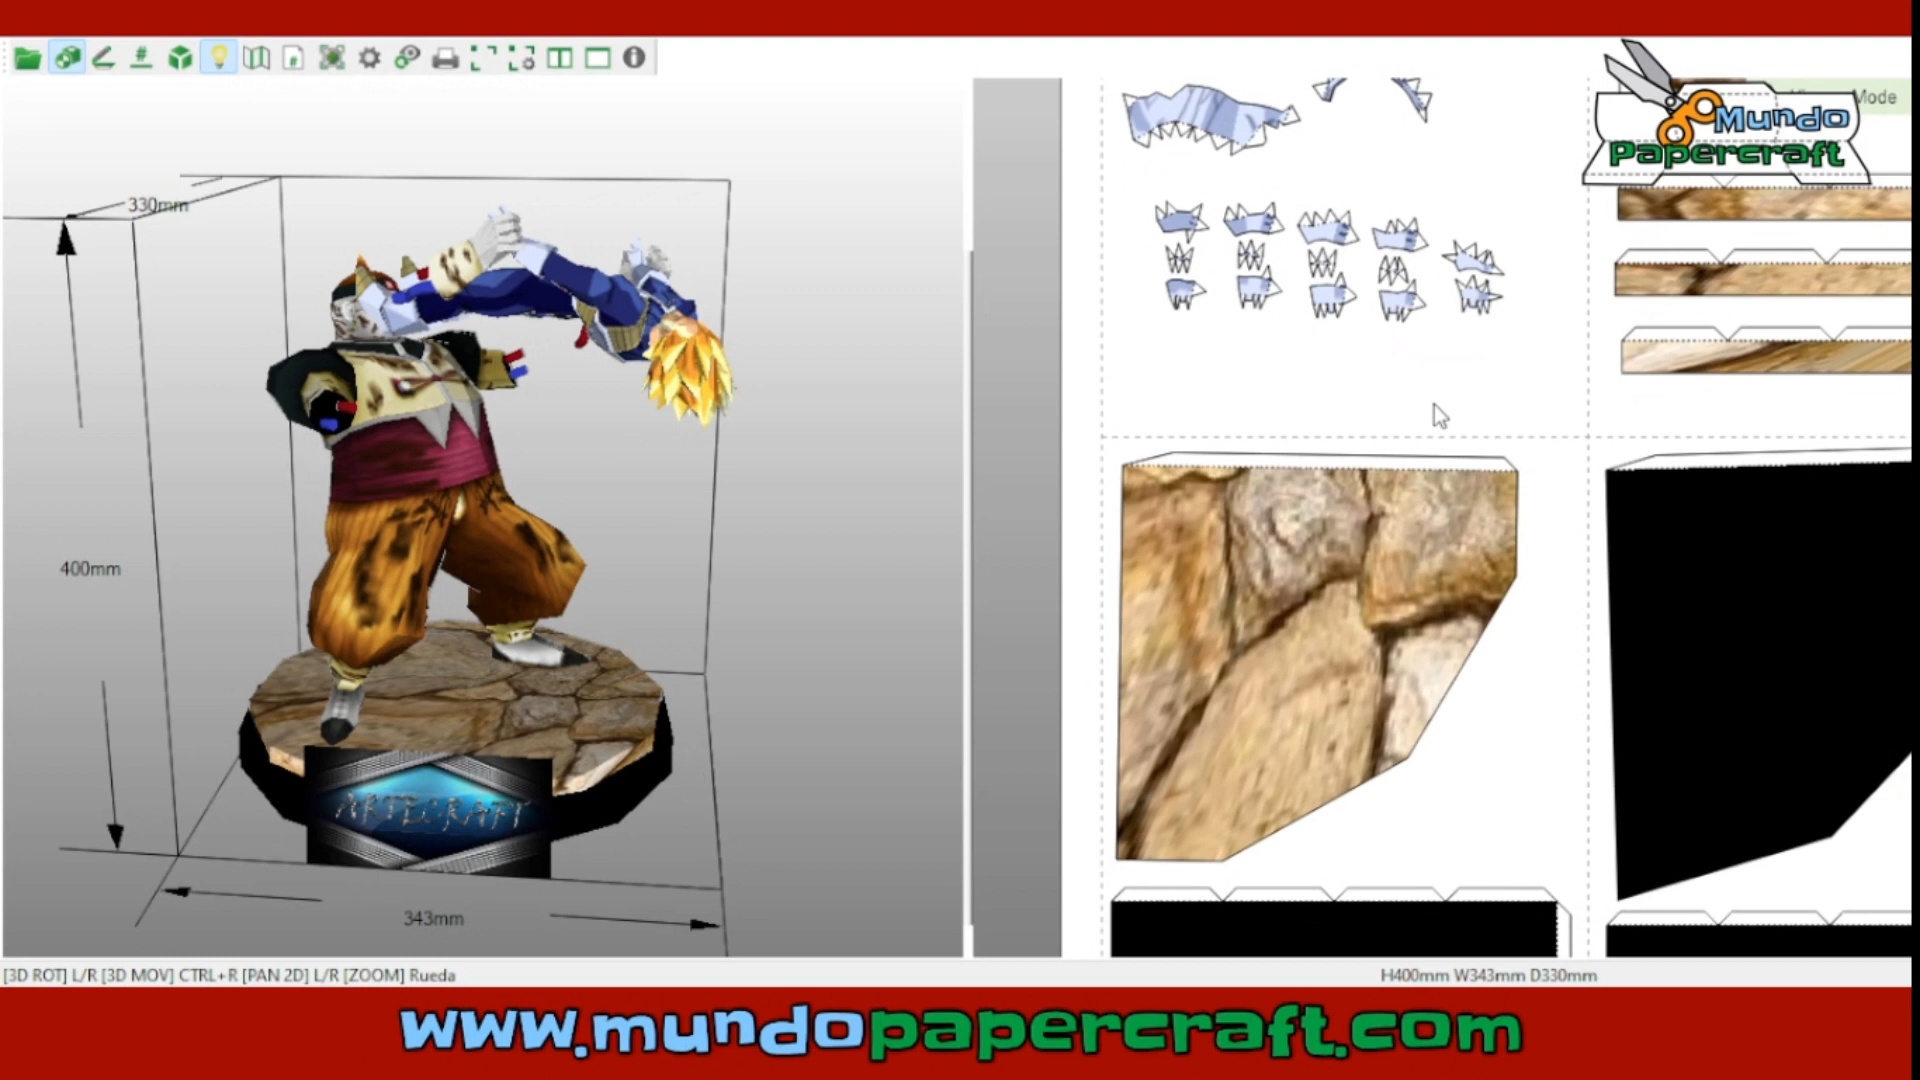 Mode
Mundo
Papercraft
330mm
400mm
ARTECRAFT
343mm
[3D ROT] L/R [3D MOV] CTRL+R [PAN 2D] L/R [ZOOM] Rueda
H400mm W343mm D330mm
www.mundopapercraft.com